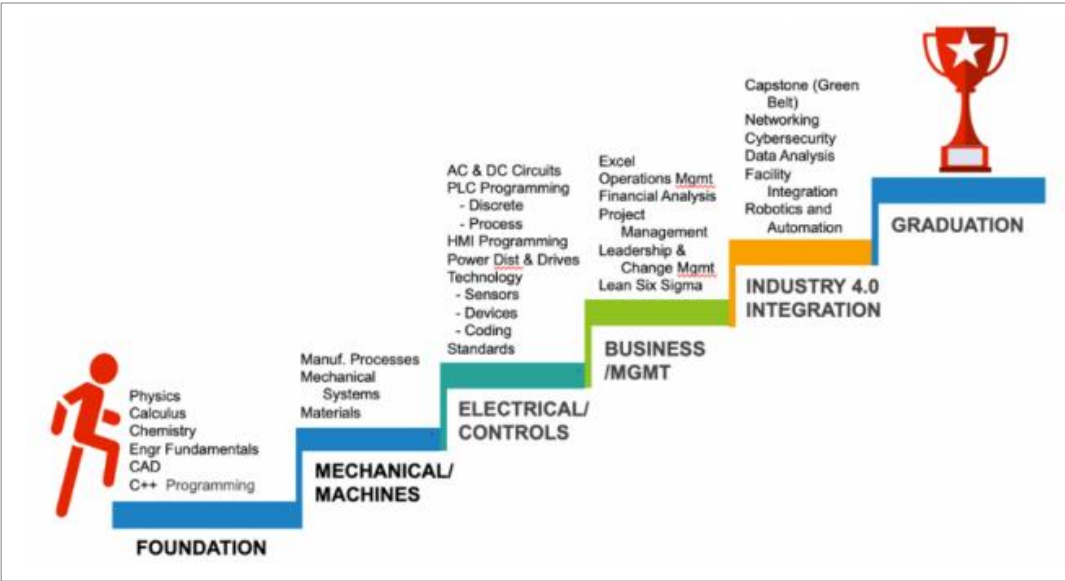 Physics
Calculus
Chemistry
Engr Fundamentals
CAD
C++ Programming
FOUNDATION
Manuf. Processes
Mechanical
Systems
Materials
MECHANICAL/
MACHINES
AC & DC Circuits
PLC Programming
- Discrete
- Process
HMI Programming
Power Dist & Drives
Technology
- Sensors
- Devices
- Coding
Standards
ELECTRICAL/
CONTROLS
Excel
Operations Mgmt
Financial Analysis
Project
Management
Leadership &
Change Mgmt
Lean Six Sigma
BUSINESS
/MGMT
Capstone (Green
Belt)
Networking
Cybersecurity
Data Analysis
Facility
Integration
Robotics and
Automation
INDUSTRY 4.0
INTEGRATION
GRADUATION